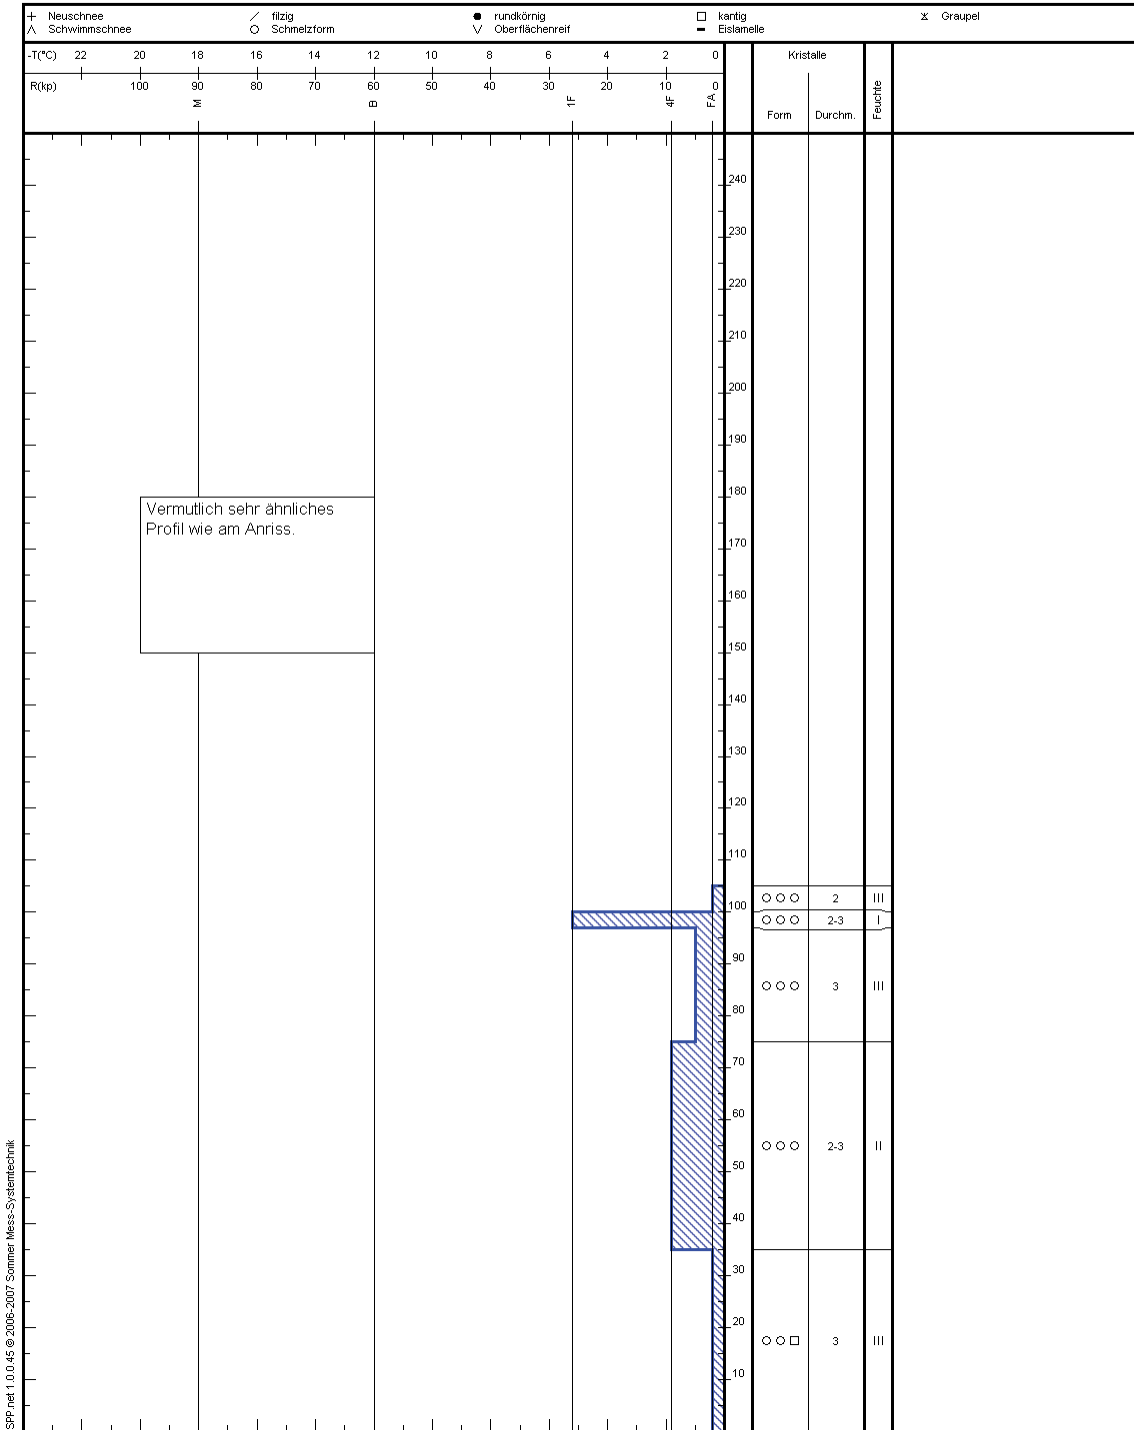 Neuschnee filzig rundkörnig kantig Graupel
Schwimmschnee Schmelzform Oberflächenreif Eislamelle
-T(°C) 22 20 18 16 14 12 10 8 6 4 2 0 Kristalle
R(kp) 100 90 80 70 60 50 40 30 20 10 0
M B 1F 4F FA Form Durchm. Feuchte
240
230
220
210
200
190
180
Vermutlich sehr ähnliches
Profil wie am Anriss.
170
160
150
140
130
120
110
2 III
100
2-3 I
90
3 III
80
70
60
2-3 II
50
40
30
20
3 III
10
SPP.net 1.0.0.45 © 2006-2007 Sommer Mess-Systemtechnik